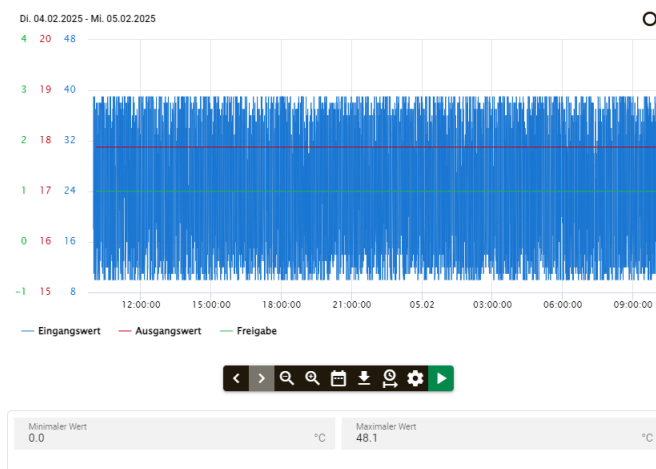 Di. 04.02.2025 - Mi. 05.02.2025
4 20 48
3 19 40
2 18 32
1 17 24
0 16 16
-1 15 8
12:00:00 15:00:00 18:00:00 21:00:00 05.02 03:00:00 06:00:00 09:00:00
Eingangswert Ausgangswert Freigabe
Minimaler Wert Maximaler Wert
0.0 °C 48.1 °C